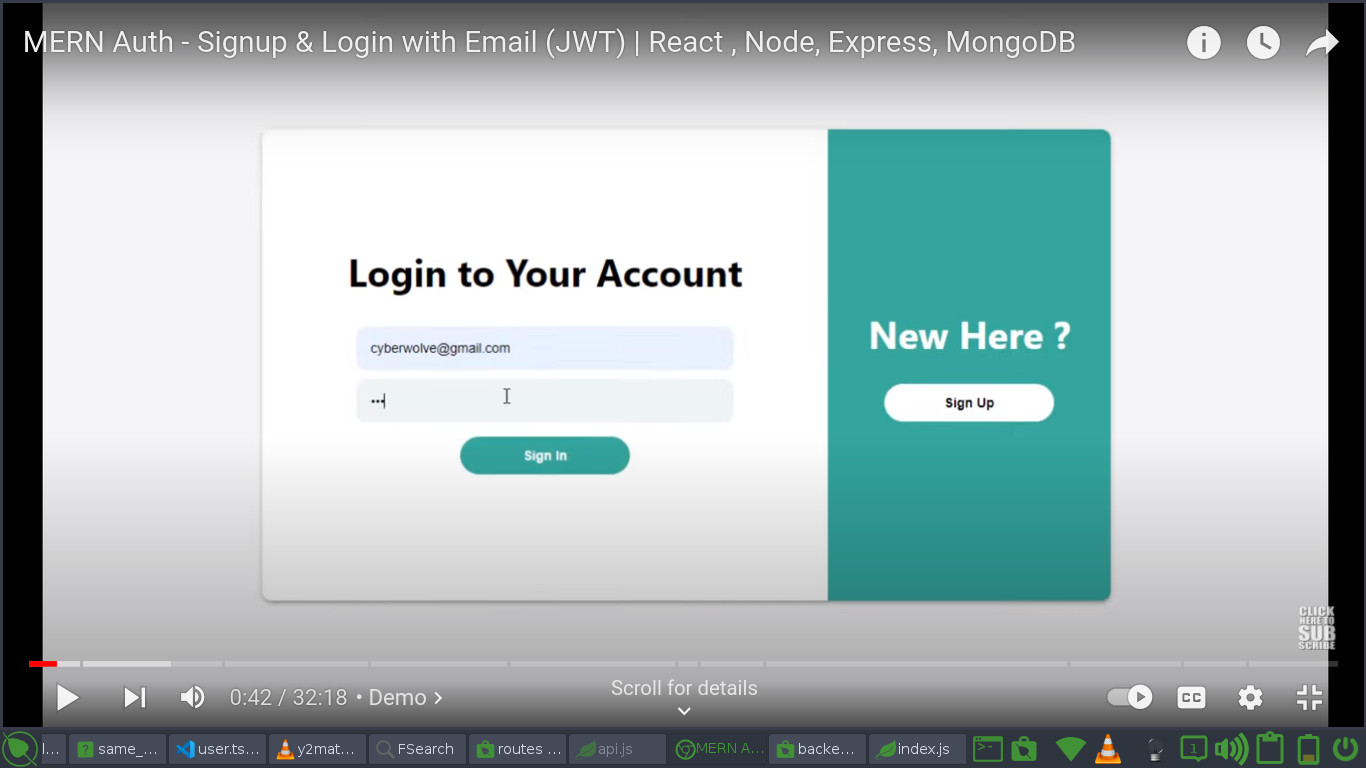 MERN Auth - Signup & Login with Email (JWT) | React , Node, Express, MongoDB
Login to Your Account
cyberwolve@gmail.com
•••
Sign In
New Here ?
Sign Up
CLICK
HERE TO
SUB
SCRIBE
0:42 / 32:18 • Demo
Scroll for details
CC
l... same_... user.ts... y2mat... FSearch routes ... api.js MERN A... backe... index.js 1